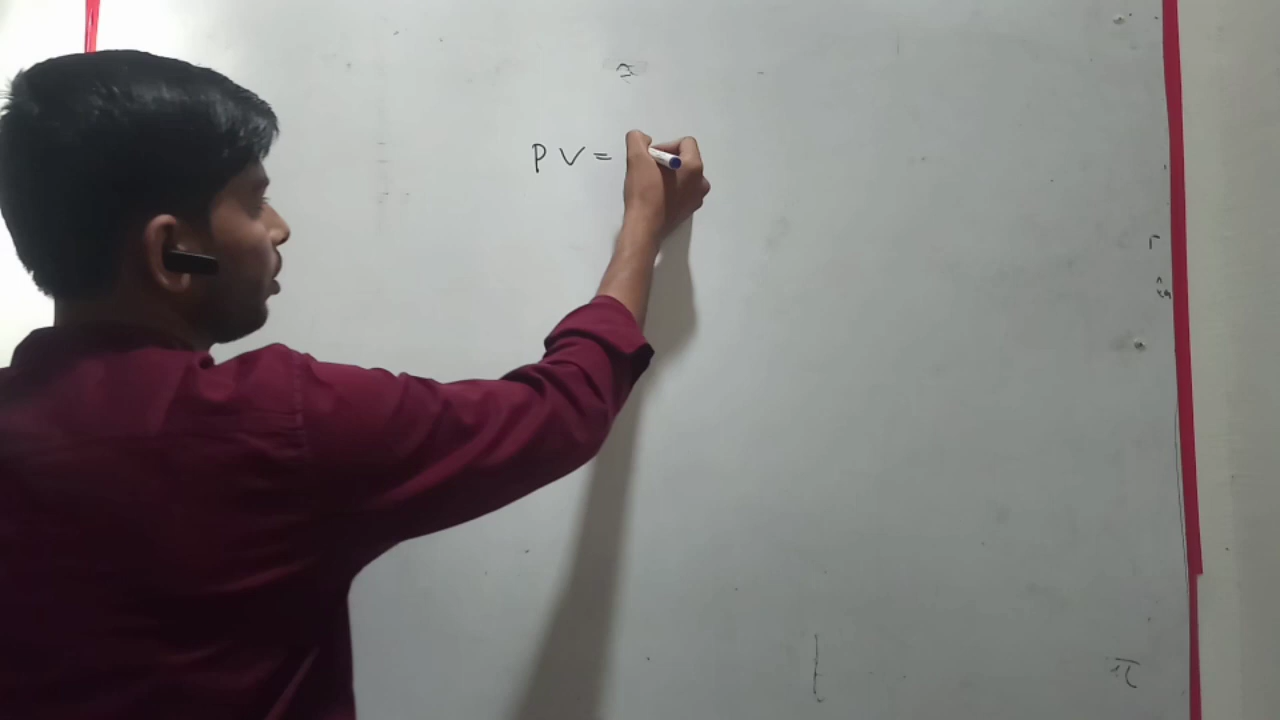 P V =